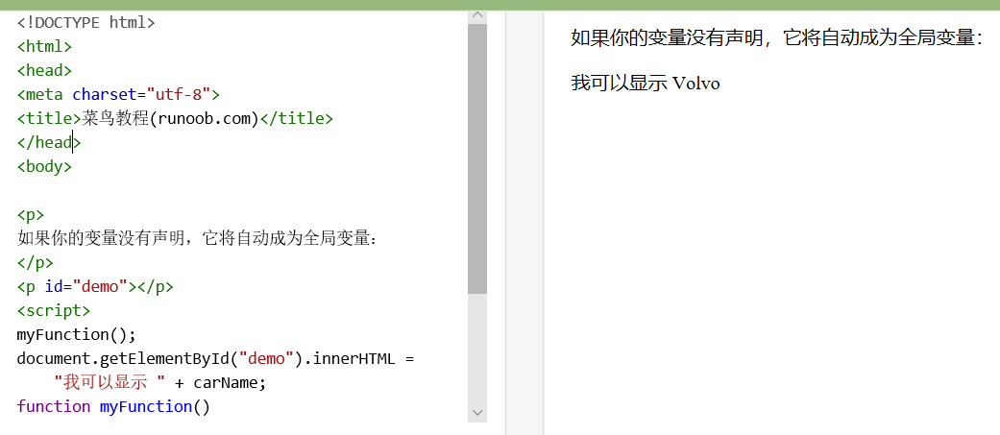 <!DOCTYPE html>
<html>
<head>
<meta charset="utf-8">
<title>菜鸟教程(runoob.com)</title>
</head>
<body>
<p>
如果你的变量没有声明，它将自动成为全局变量：
</p>
<p id="demo"></p>
<script>
myFunction();
document.getElementById("demo").innerHTML =
"我可以显示 " + carName;
function myFunction()
如果你的变量没有声明，它将自动成为全局变量：
我可以显示 Volvo